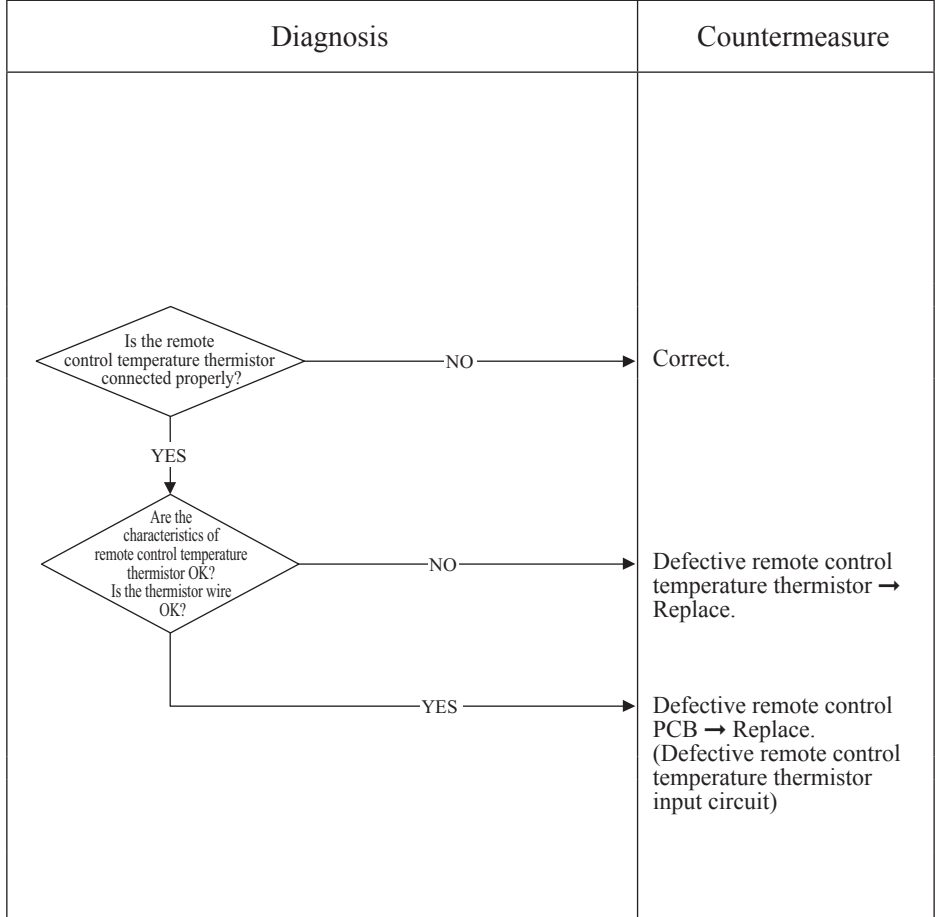 Diagnosis
Countermeasure
Is the remote
control temperature thermistor
connected properly?
NO
Correct.
YES
Are the
characteristics of
remote control temperature
thermistor OK?
Is the thermistor wire
OK?
NO
Defective remote control
temperature thermistor →
Replace.
YES
Defective remote control
PCB → Replace.
(Defective remote control
temperature thermistor
input circuit)